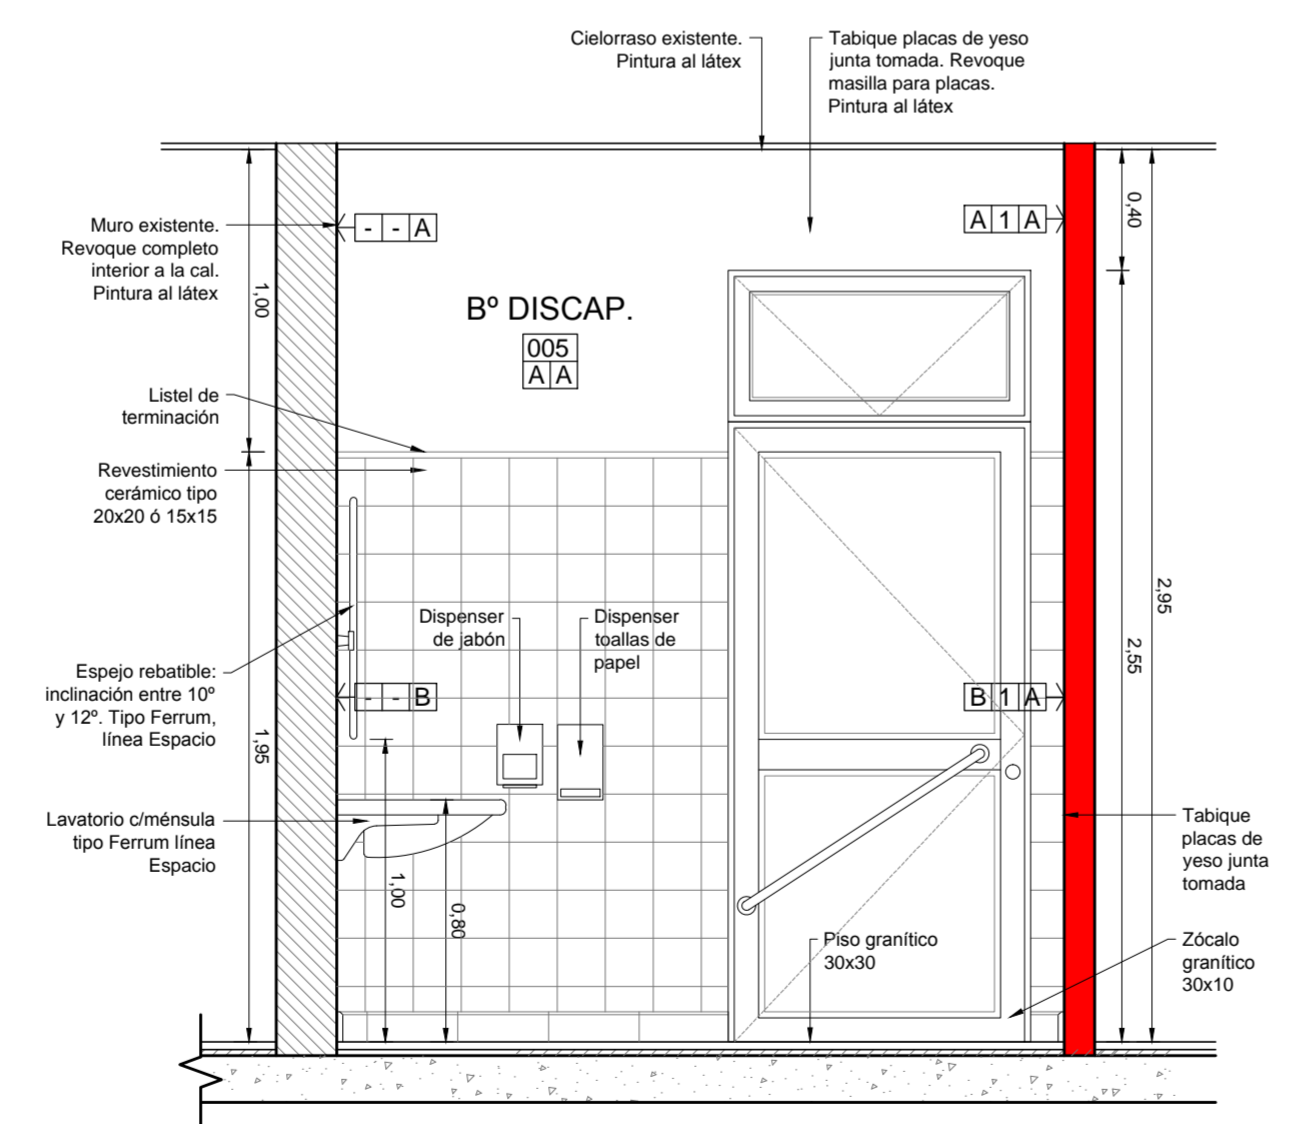 Cielorraso existente.
Pintura al látex
Tabique placas de yeso
junta tomada. Revoque
masilla para placas.
Pintura al látex
Muro existente.
Revoque completo
interior a la cal.
Pintura al látex
1,00
- - A
A 1 A
0,40
Bº DISCAP.
005
A A
Listel de
terminación
Revestimiento
cerámico tipo
20x20 ó 15x15
Dispenser
de jabón
Dispenser
toallas de
papel
2,95
2,55
Espejo rebatible:
inclinación entre 10º
y 12º. Tipo Ferrum,
línea Espacio
- - B
B 1 A
1,95
Lavatorio c/ménsula
tipo Ferrum línea
Espacio
1,00
0,80
Tabique
placas de
yeso junta
tomada
Piso granítico
30x30
Zócalo
granítico
30x10